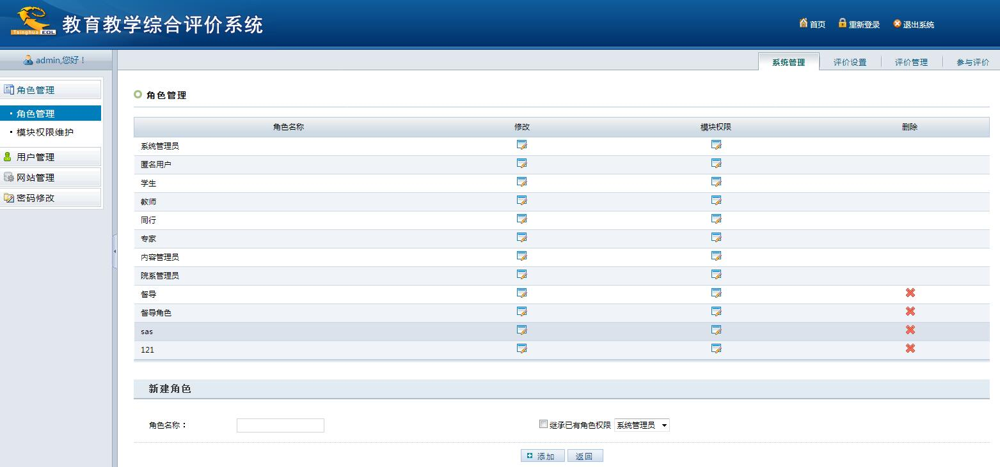 Tsinghua EOL
教育教学综合评价系统
首页 重新登录 退出系统
admin,您好！
系统管理 评价设置 评价管理 参与评价
角色管理
角色管理
模块权限维护
用户管理
网站管理
密码修改
角色管理
角色名称 修改 模块权限 删除
系统管理员
匿名用户
学生
教师
同行
专家
内容管理员
院系管理员
督导
督导角色
sas
121
新建角色
角色名称： 继承已有角色权限 系统管理员
添加 返回